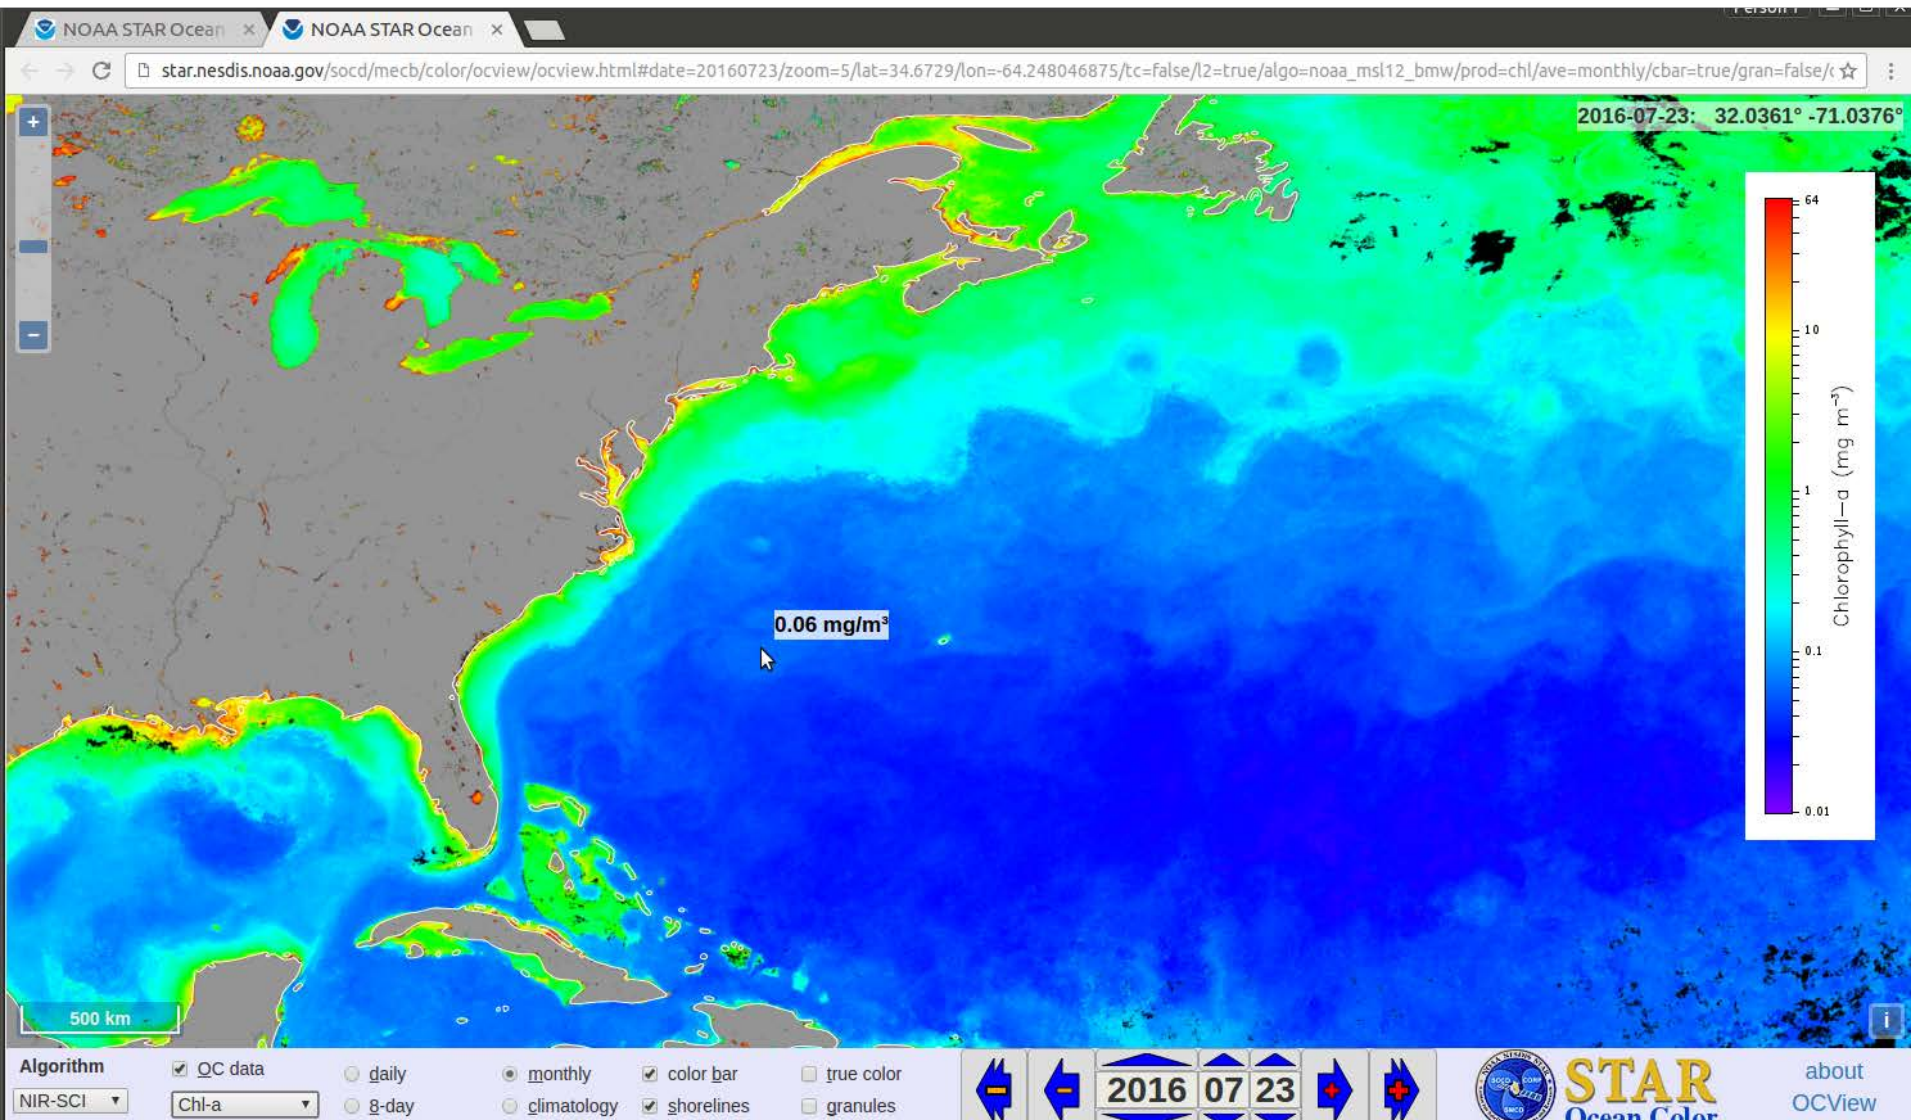 NOAA STAR Ocean × NOAA STAR Ocean ×
Person 1
star.nesdis.noaa.gov/socd/mecb/color/ocview/ocview.html#date=20160723/zoom=5/lat=34.6729/lon=-64.248046875/tc=false/l2=true/algo=noaa_msl12_bmw/prod=chl/ave=monthly/cbar=true/gran=false/
2016-07-23: 32.0361° -71.0376°
+
−
64
10
1
0.1
0.01
Chlorophyll-a (mg m⁻³)
0.06 mg/m³
500 km
i
Algorithm
NIR-SCI
OC data
Chl-a
daily
8-day
monthly
climatology
color bar
shorelines
true color
granules
2016 07 23
STAR
Ocean Color
about
OCView